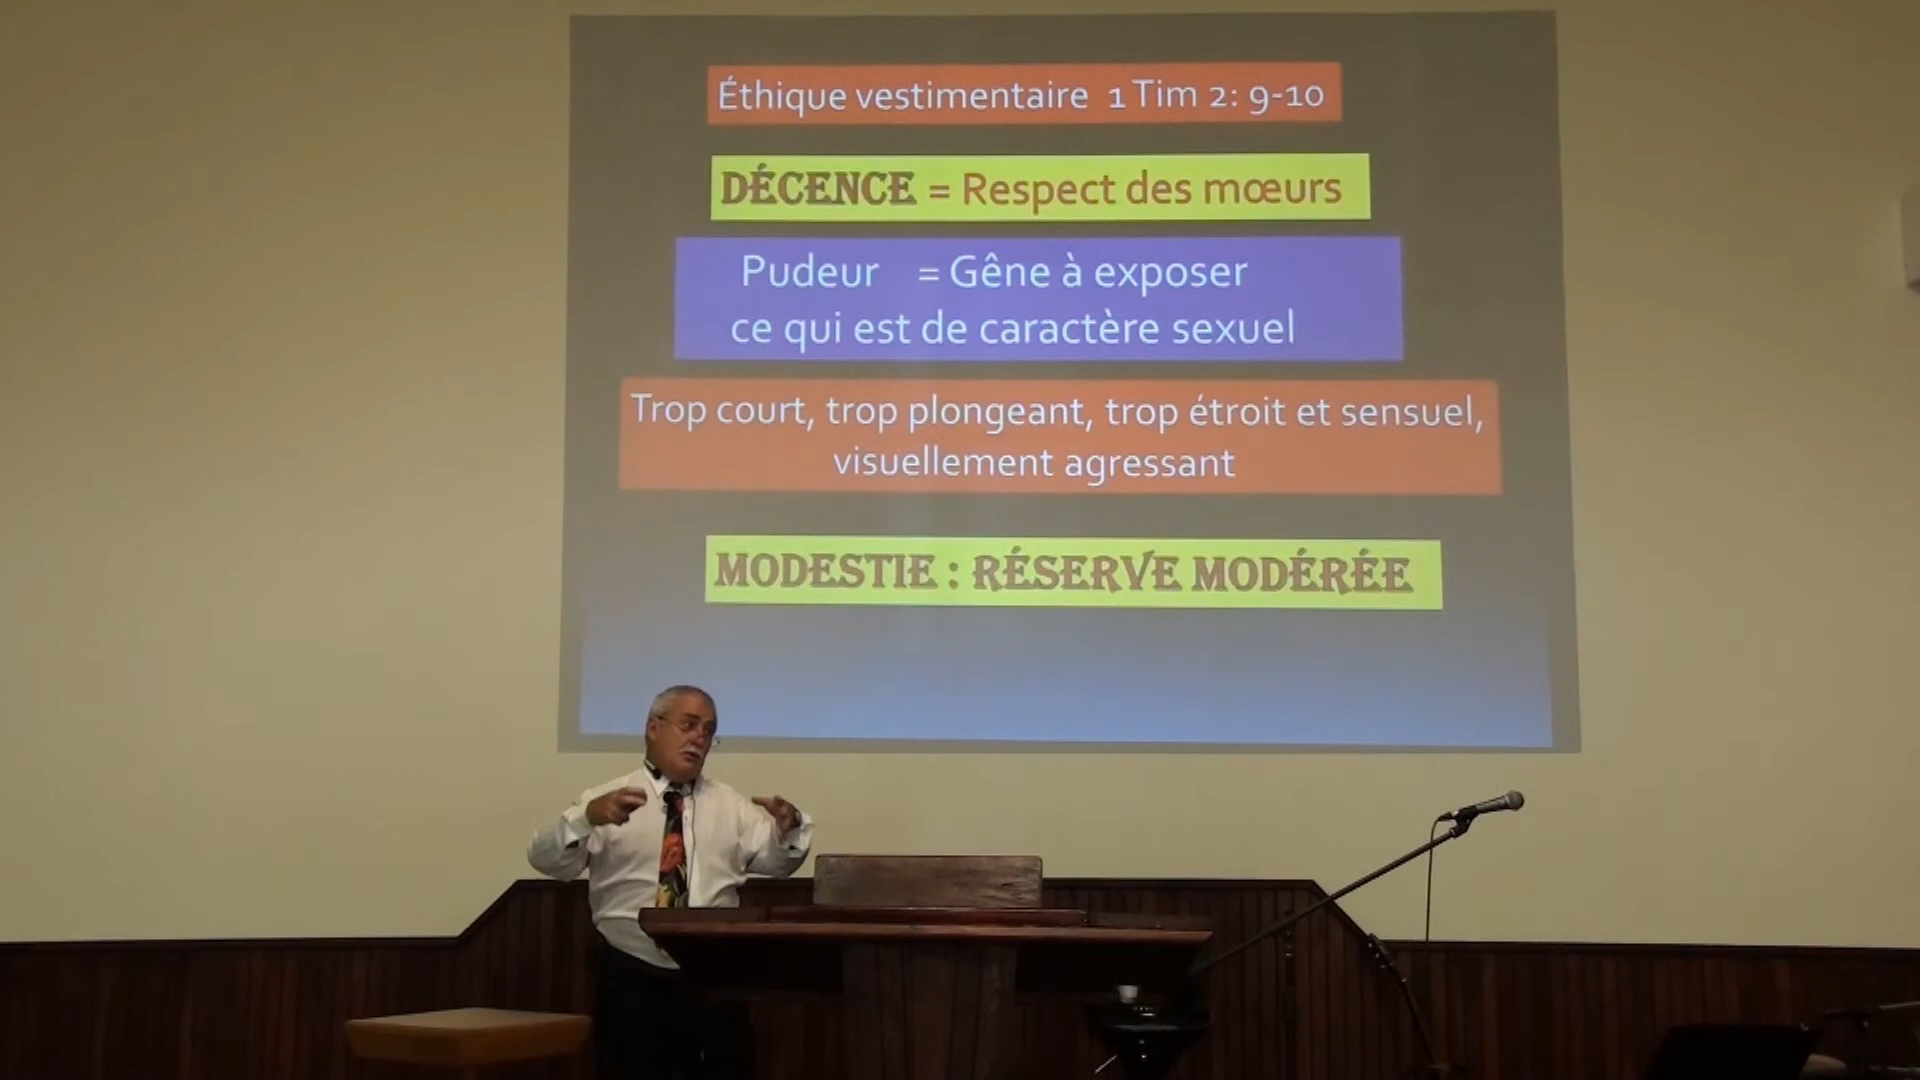 Éthique vestimentaire 1 Tim 2: 9-10
DÉCENCE = Respect des mœurs
Pudeur = Gêne à exposer
ce qui est de caractère sexuel
Trop court, trop plongeant, trop étroit et sensuel,
visuellement agressant
MODESTIE : RÉSERVE MODÉRÉE